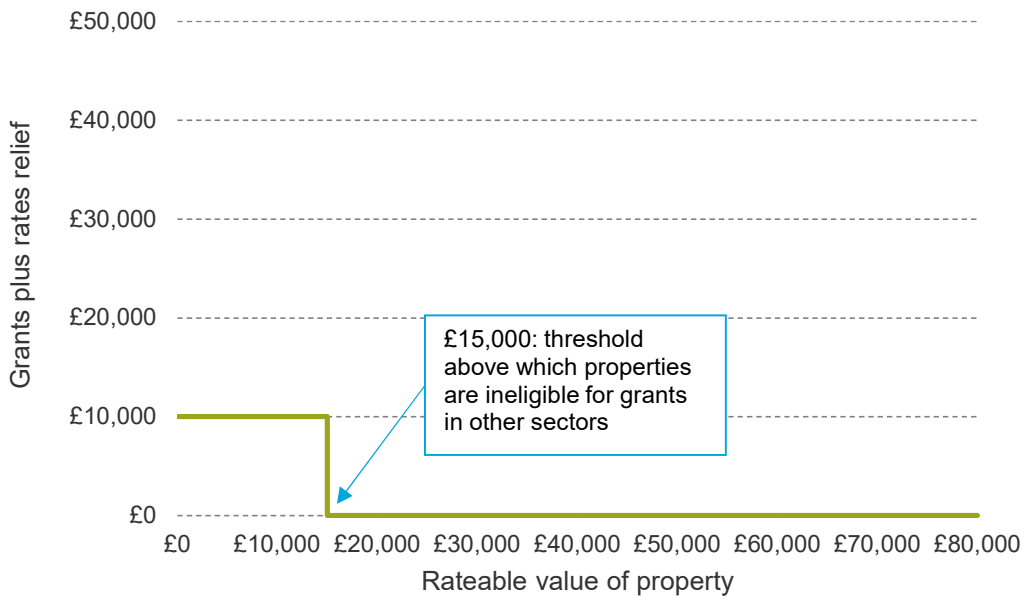 £50,000
£40,000
£30,000
£20,000
£10,000
£0
Grants plus rates relief
£15,000: threshold
above which properties
are ineligible for grants
in other sectors
£0 £10,000 £20,000 £30,000 £40,000 £50,000 £60,000 £70,000 £80,000
Rateable value of property